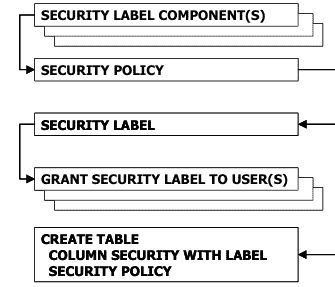 SECURITY LABEL COMPONENT(S)
SECURITY POLICY
SECURITY LABEL
GRANT SECURITY LABEL TO USER(S)
CREATE TABLE
COLUMN SECURITY WITH LABEL
SECURITY POLICY